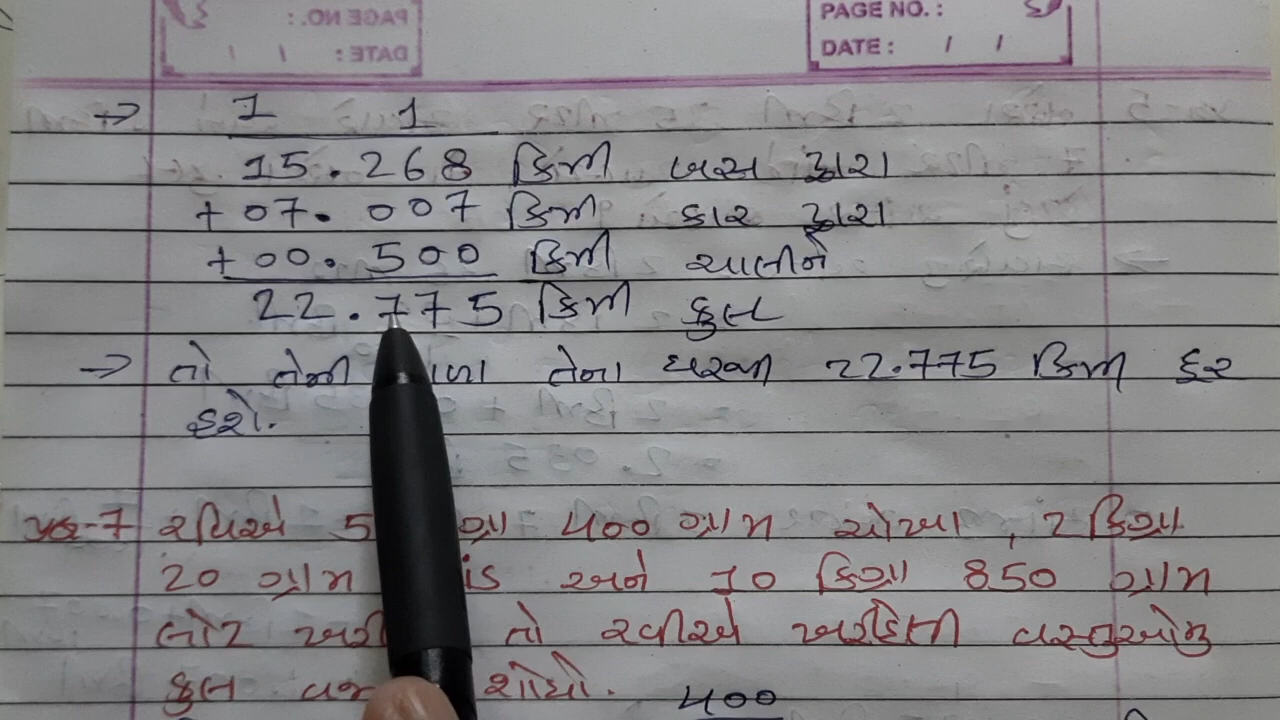 PAGE NO. :
DATE : / /
→ 1 1
15.268 કિમી બસ દ્વારા
+ 07.007 કિમી કાર દ્વારા
+ 00.500 કિમી ચાલીને
22.775 કિમી કુલ
→ તો તેની શાળા તેના ઘરથી 22.775 કિમી દૂર
હશે.
પ્ર-7 રવિએ 5 ગ્રા 400 ગ્રામ ચોખા, 2 કિગ્રા
20 ગ્રામ અને 10 કિગ્રા 850 ગ્રામ
લોટ તો રવીએ ખરીદેલી વસ્તુઓનું
કુલ શોધો.
400